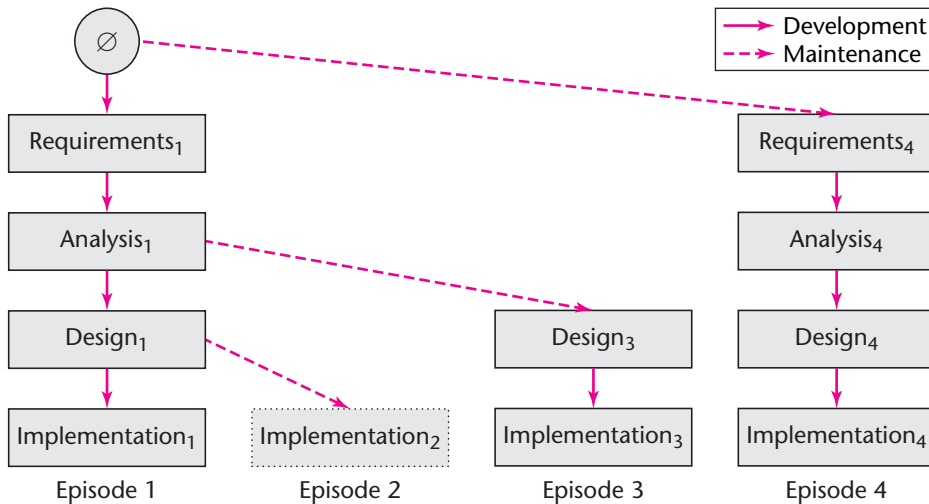 ∅
Development
Maintenance
Requirements₁
Requirements₄
Analysis₁
Analysis₄
Design₁
Design₃
Design₄
Implementation₁
Implementation₂
Implementation₃
Implementation₄
Episode 1
Episode 2
Episode 3
Episode 4